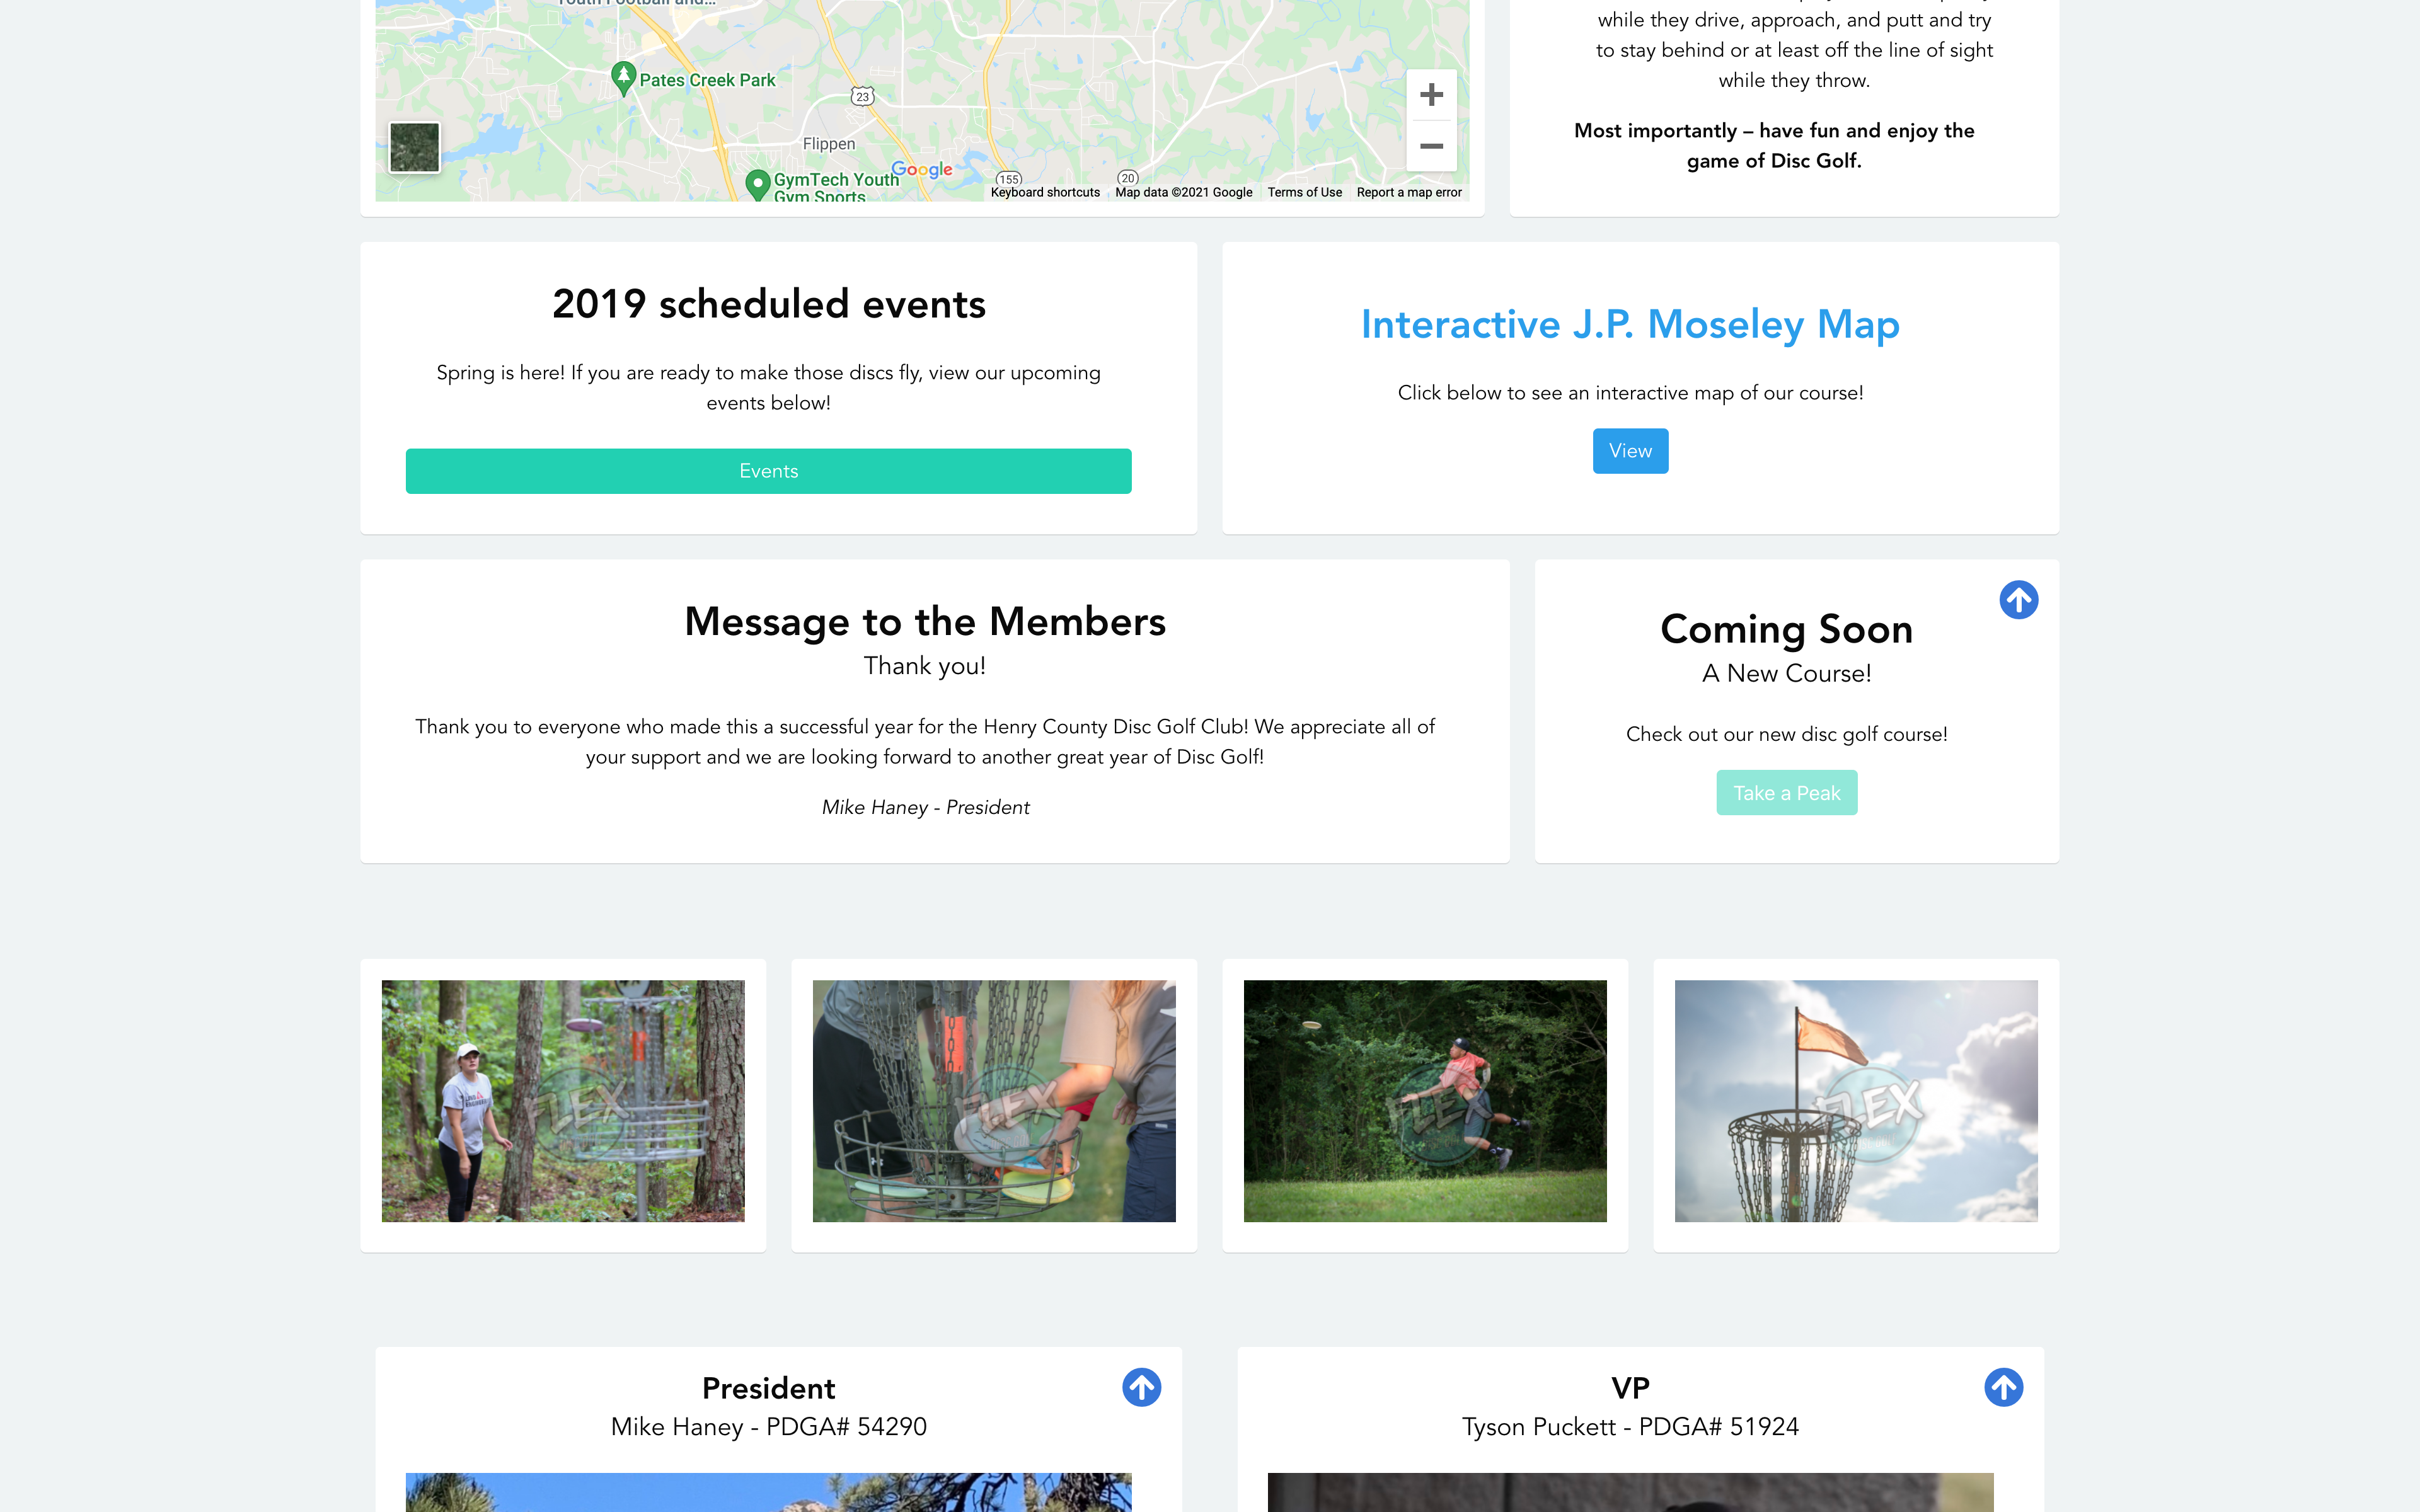 while they drive, approach, and putt and try
to stay behind or at least off the line of sight
while they throw.
Most importantly – have fun and enjoy the
game of Disc Golf.
Youth Football and...
Pates Creek Park
23
Flippen
Google
GymTech Youth
Gym Sports
155
20
Keyboard shortcuts
Map data ©2021 Google
Terms of Use
Report a map error
2019 scheduled events
Spring is here! If you are ready to make those discs fly, view our upcoming
events below!
Events
Interactive J.P. Moseley Map
Click below to see an interactive map of our course!
View
Message to the Members
Thank you!
Thank you to everyone who made this a successful year for the Henry County Disc Golf Club! We appreciate all of
your support and we are looking forward to another great year of Disc Golf!
Mike Haney - President
Coming Soon
A New Course!
Check out our new disc golf course!
Take a Peak
FLEX
FLEX
FLEX
FLEX
President
Mike Haney - PDGA# 54290
VP
Tyson Puckett - PDGA# 51924